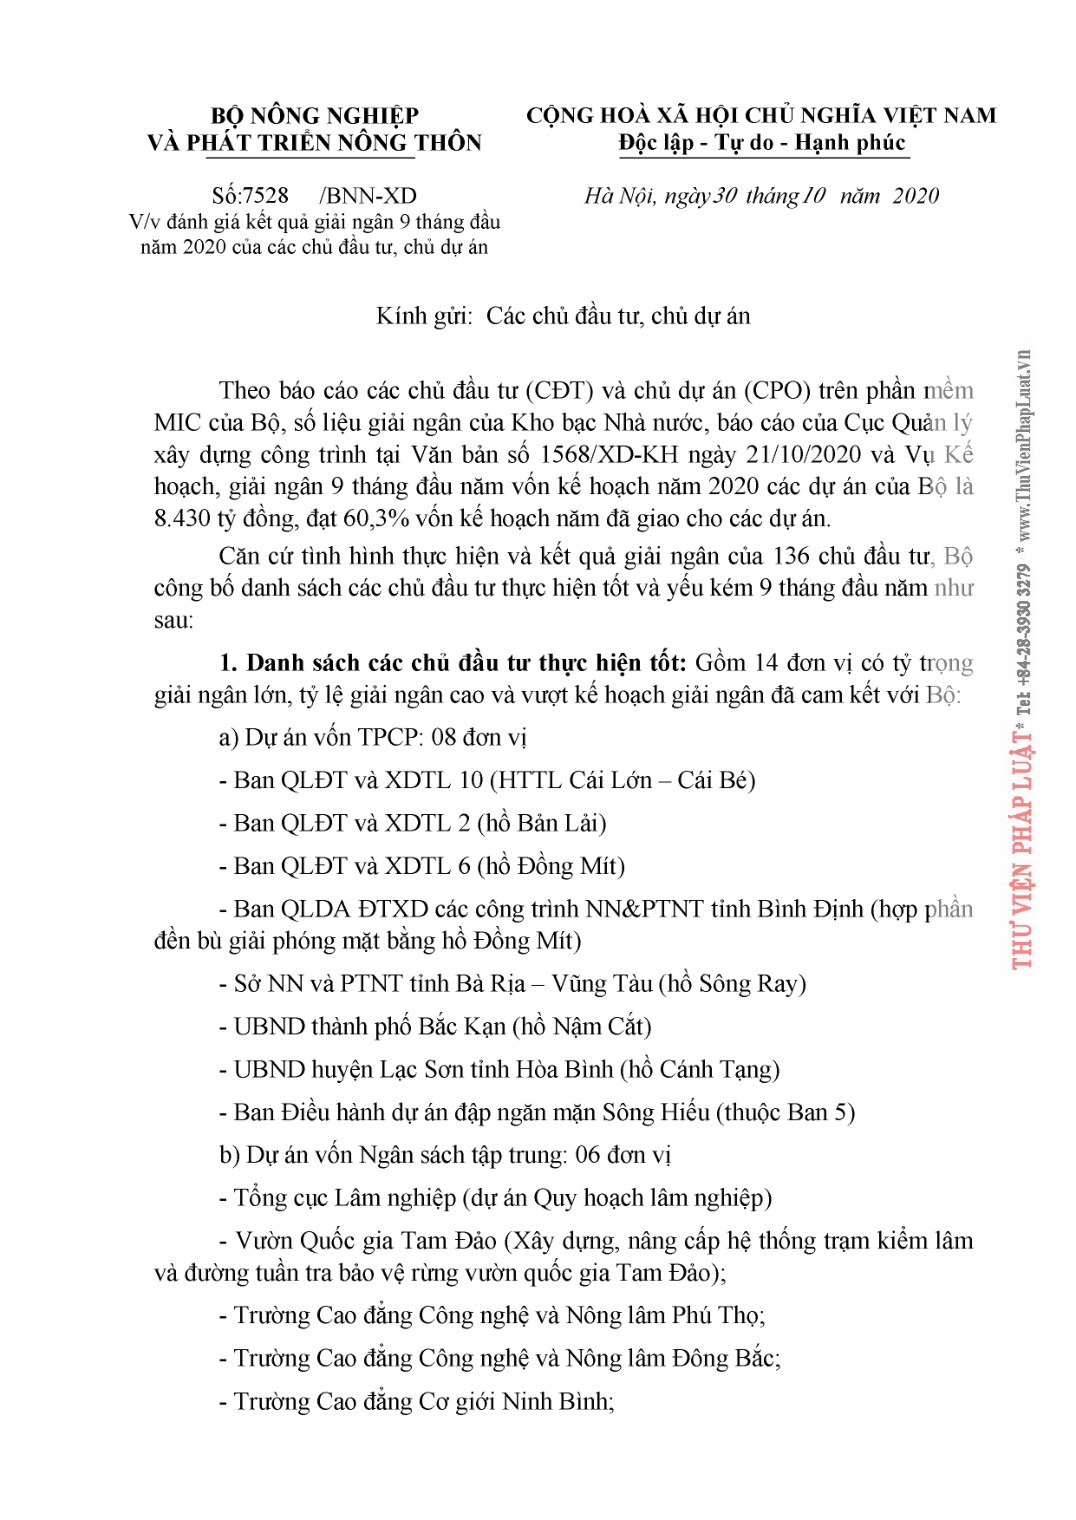 BỘ NÔNG NGHIỆP
VÀ PHÁT TRIỂN NÔNG THÔN
CỘNG HOÀ XÃ HỘI CHỦ NGHĨA VIỆT NAM
Độc lập - Tự do - Hạnh phúc
Số:7528 /BNN-XD
V/v đánh giá kết quả giải ngân 9 tháng đầu
năm 2020 của các chủ đầu tư, chủ dự án
Hà Nội, ngày 30 tháng 10 năm 2020
Kính gửi: Các chủ đầu tư, chủ dự án
Theo báo cáo các chủ đầu tư (CĐT) và chủ dự án (CPO) trên phần mềm
MIC của Bộ, số liệu giải ngân của Kho bạc Nhà nước, báo cáo của Cục Quản lý
xây dựng công trình tại Văn bản số 1568/XD-KH ngày 21/10/2020 và Vụ Kế
hoạch, giải ngân 9 tháng đầu năm vốn kế hoạch năm 2020 các dự án của Bộ là
8.430 tỷ đồng, đạt 60,3% vốn kế hoạch năm đã giao cho các dự án.
Căn cứ tình hình thực hiện và kết quả giải ngân của 136 chủ đầu tư, Bộ
công bố danh sách các chủ đầu tư thực hiện tốt và yếu kém 9 tháng đầu năm như
sau:
1. Danh sách các chủ đầu tư thực hiện tốt: Gồm 14 đơn vị có tỷ trọng
giải ngân lớn, tỷ lệ giải ngân cao và vượt kế hoạch giải ngân đã cam kết với Bộ:
a) Dự án vốn TPCP: 08 đơn vị
- Ban QLĐT và XDTL 10 (HTTL Cái Lớn – Cái Bé)
- Ban QLĐT và XDTL 2 (hồ Bản Lải)
- Ban QLĐT và XDTL 6 (hồ Đồng Mít)
- Ban QLDA ĐTXD các công trình NN&PTNT tỉnh Bình Định (hợp phần
đền bù giải phóng mặt bằng hồ Đồng Mít)
- Sở NN và PTNT tỉnh Bà Rịa – Vũng Tàu (hồ Sông Ray)
- UBND thành phố Bắc Kạn (hồ Nậm Cắt)
- UBND huyện Lạc Sơn tỉnh Hòa Bình (hồ Cánh Tạng)
- Ban Điều hành dự án đập ngăn mặn Sông Hiếu (thuộc Ban 5)
b) Dự án vốn Ngân sách tập trung: 06 đơn vị
- Tổng cục Lâm nghiệp (dự án Quy hoạch lâm nghiệp)
- Vườn Quốc gia Tam Đảo (Xây dựng, nâng cấp hệ thống trạm kiểm lâm
và đường tuần tra bảo vệ rừng vườn quốc gia Tam Đảo);
- Trường Cao đẳng Công nghệ và Nông lâm Phú Thọ;
- Trường Cao đẳng Công nghệ và Nông lâm Đông Bắc;
- Trường Cao đẳng Cơ giới Ninh Bình;
THƯ VIỆN PHÁP LUẬT * Tel: +84-28-3930 3279 * www.ThuVienPhapLuat.vn